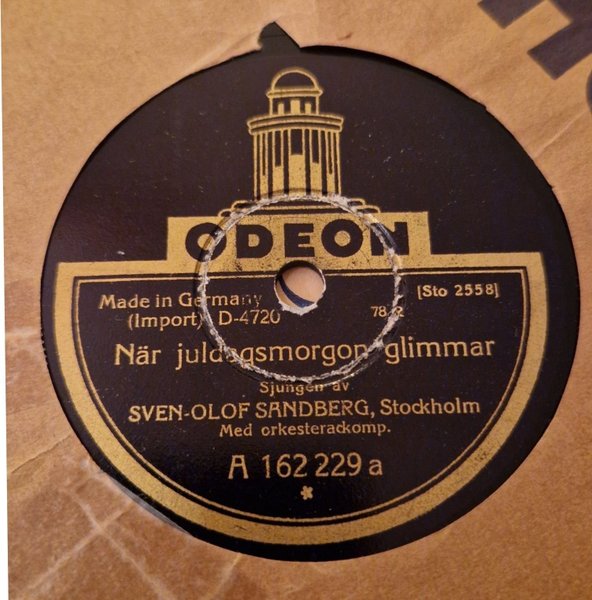 ODEON
Made in Germany [Sto 2558]
(Import) D-4720 78
När juldagsmorgon glimmar
Sjungen av
SVEN-OLOF SANDBERG, Stockholm
Med orkesterackomp.
A 162 229 a
*